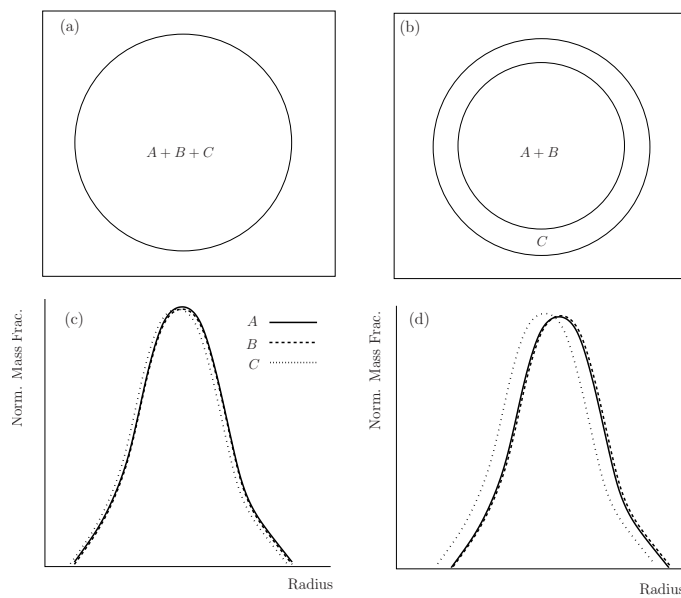 (a)
A + B + C
(b)
A + B
C
(c)
A
B
C
Norm. Mass Frac.
Radius
(d)
Norm. Mass Frac.
Radius